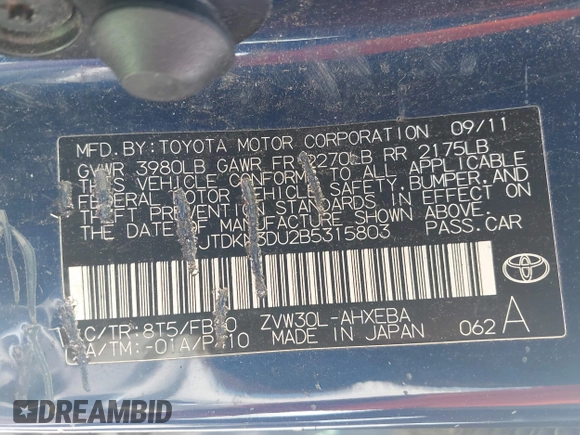 MFD. BY: TOYOTA MOTOR CORPORATION 09/11
GVWR 3980LB GAWR FR 2270LB RR 2175LB
THIS VEHICLE CONFORMS TO ALL APPLICABLE
FEDERAL MOTOR VEHICLE SAFETY, BUMPER, AND
THEFT PREVENTION STANDARDS IN EFFECT ON
THE DATE OF MANUFACTURE SHOWN ABOVE.
PASS. CAR
ZVW30L-AHXEBA
MADE IN JAPAN
062 A
DREAMBID